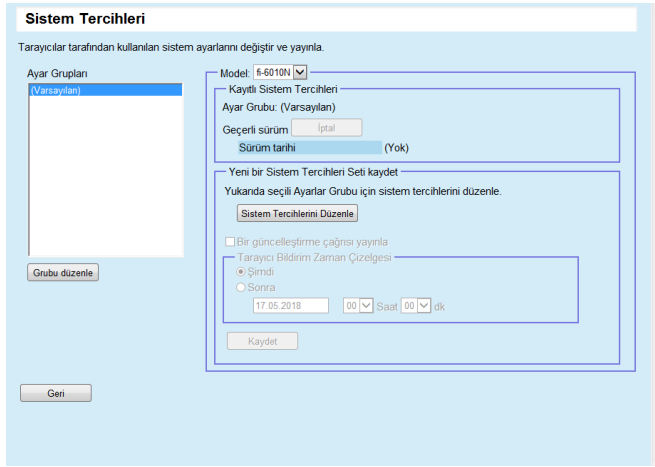 Sistem Tercihleri
Tarayıcılar tarafından kullanılan sistem ayarlarını değiştir ve yayınla.
Ayar Grupları
(Varsayılan)
Grubu düzenle
Model: fi-6010N
Kayıtlı Sistem Tercihleri
Ayar Grubu: (Varsayılan)
Geçerli sürüm İptal
Sürüm tarihi (Yok)
Yeni bir Sistem Tercihleri Seti kaydet
Yukarıda seçili Ayarlar Grubu için sistem tercihlerini düzenle.
Sistem Tercihlerini Düzenle
Bir güncelleştirme çağrısı yayınla
Tarayıcı Bildirim Zaman Çizelgesi
Şimdi
Sonra
17.05.2018 00 Saat 00 dk
Kaydet
Geri